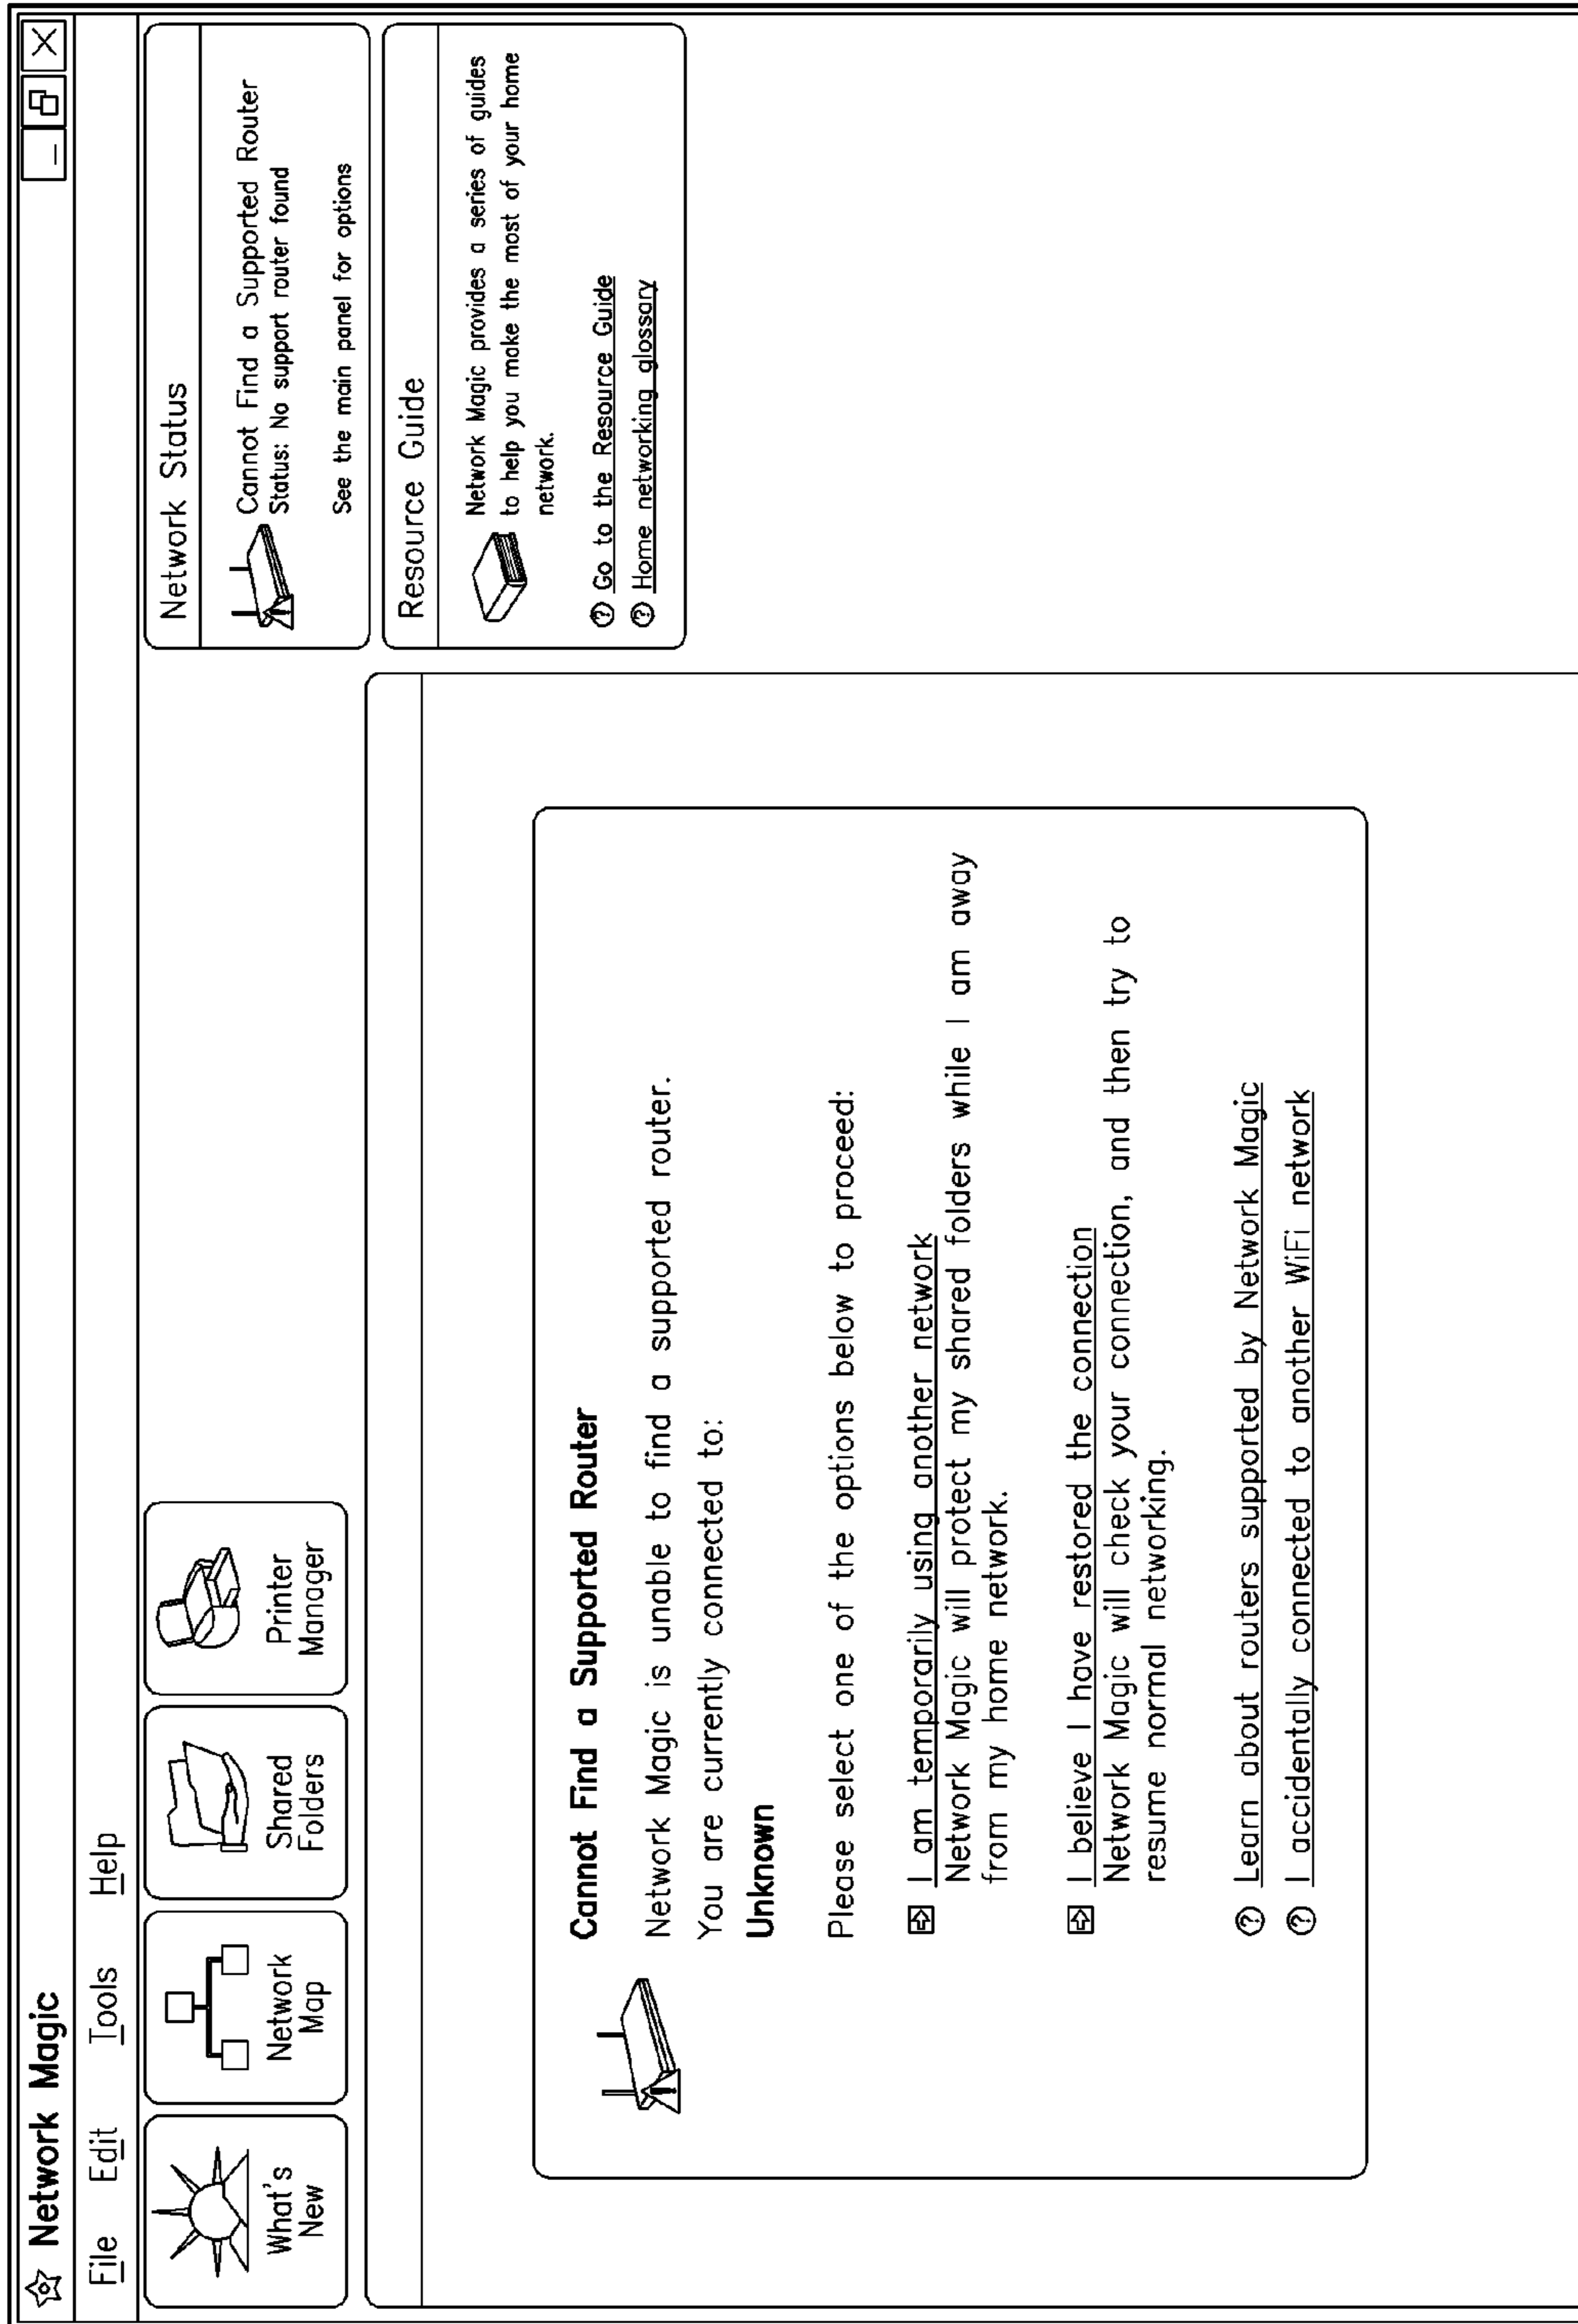 Network Magic
File Edit Tools Help
What's
New
Network
Map
Shared
Folders
Printer
Manager
Cannot Find a Supported Router
Network Magic is unable to find a supported router.
You are currently connected to:
Unknown
Please select one of the options below to proceed:
I am temporarily using another network
Network Magic will protect my shared folders while I am away
from my home network.
I believe I have restored the connection
Network Magic will check your connection, and then try to
resume normal networking.
? Learn about routers supported by Network Magic
? I accidentally connected to another WiFi network
Network Status
Cannot Find a Supported Router
Status: No support router found
See the main panel for options
Resource Guide
Network Magic provides a series of guides
to help you make the most of your home
network.
? Go to the Resource Guide
? Home networking glossary